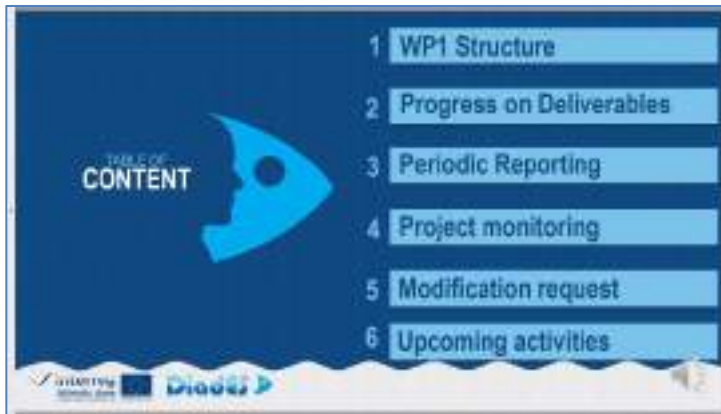 TABLE OF
CONTENT
1 WP1 Structure
2 Progress on Deliverables
3 Periodic Reporting
4 Project monitoring
5 Modification request
6 Upcoming activities
Interreg
DiadES